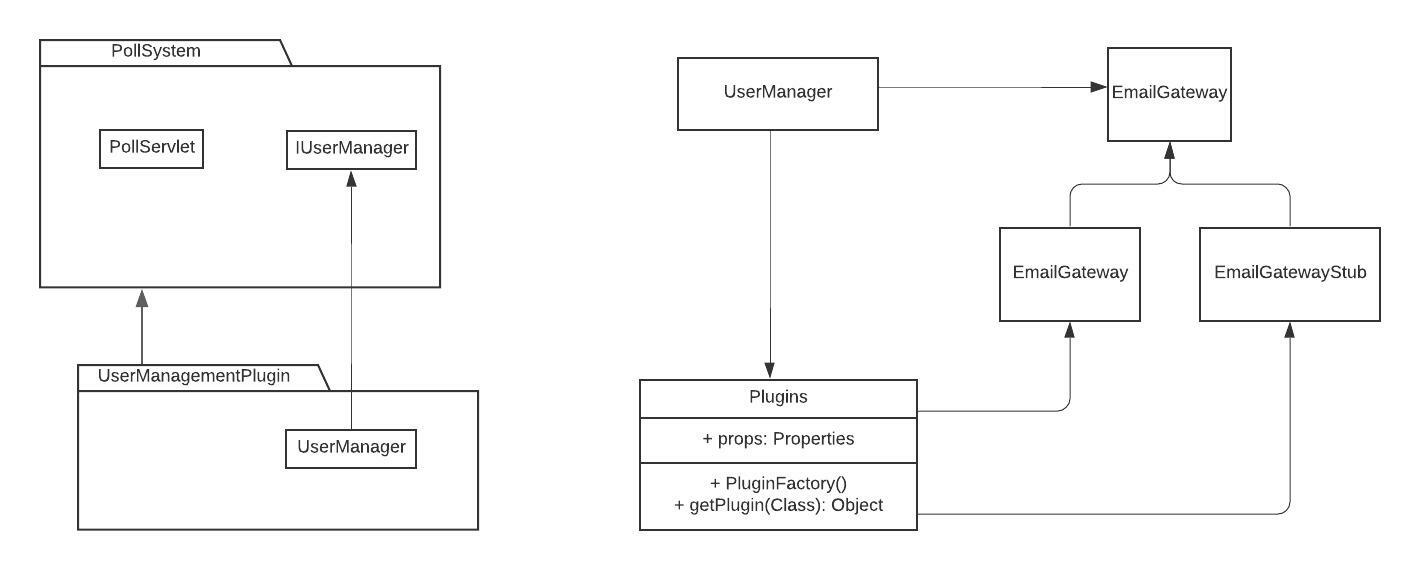 PollSystem
PollServlet
IUserManager
UserManagementPlugin
UserManager
UserManager
EmailGateway
EmailGateway
EmailGatewayStub
Plugins
+ props: Properties
+ PluginFactory()
+ getPlugin(Class): Object